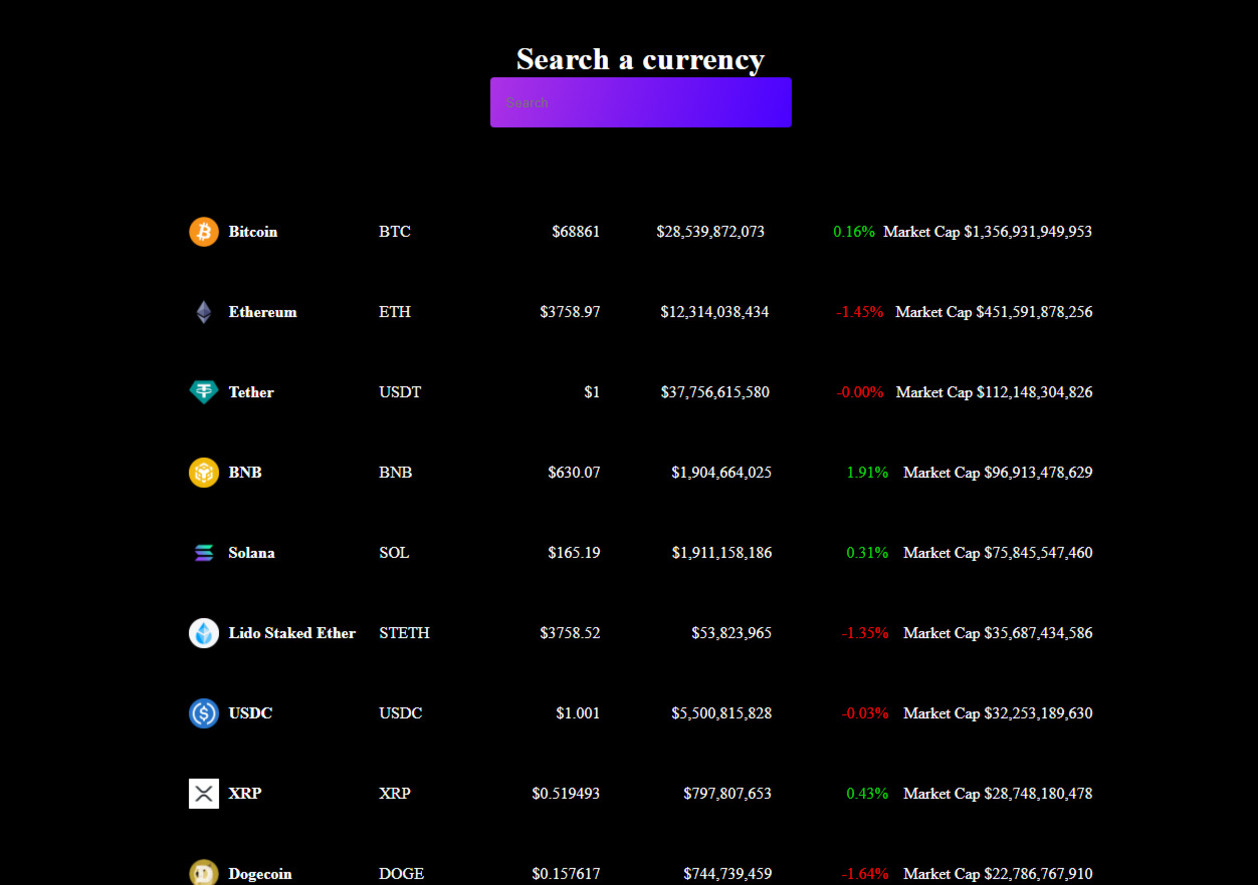 Search a currency
Search
Bitcoin BTC $68861 $28,539,872,073 0.16% Market Cap $1,356,931,949,953
Ethereum ETH $3758.97 $12,314,038,434 -1.45% Market Cap $451,591,878,256
Tether USDT $1 $37,756,615,580 -0.00% Market Cap $112,148,304,826
BNB BNB $630.07 $1,904,664,025 1.91% Market Cap $96,913,478,629
Solana SOL $165.19 $1,911,158,186 0.31% Market Cap $75,845,547,460
Lido Staked Ether STETH $3758.52 $53,823,965 -1.35% Market Cap $35,687,434,586
USDC USDC $1.001 $5,500,815,828 -0.03% Market Cap $32,253,189,630
XRP XRP $0.519493 $797,807,653 0.43% Market Cap $28,748,180,478
Dogecoin DOGE $0.157617 $744,739,459 -1.64% Market Cap $22,786,767,910